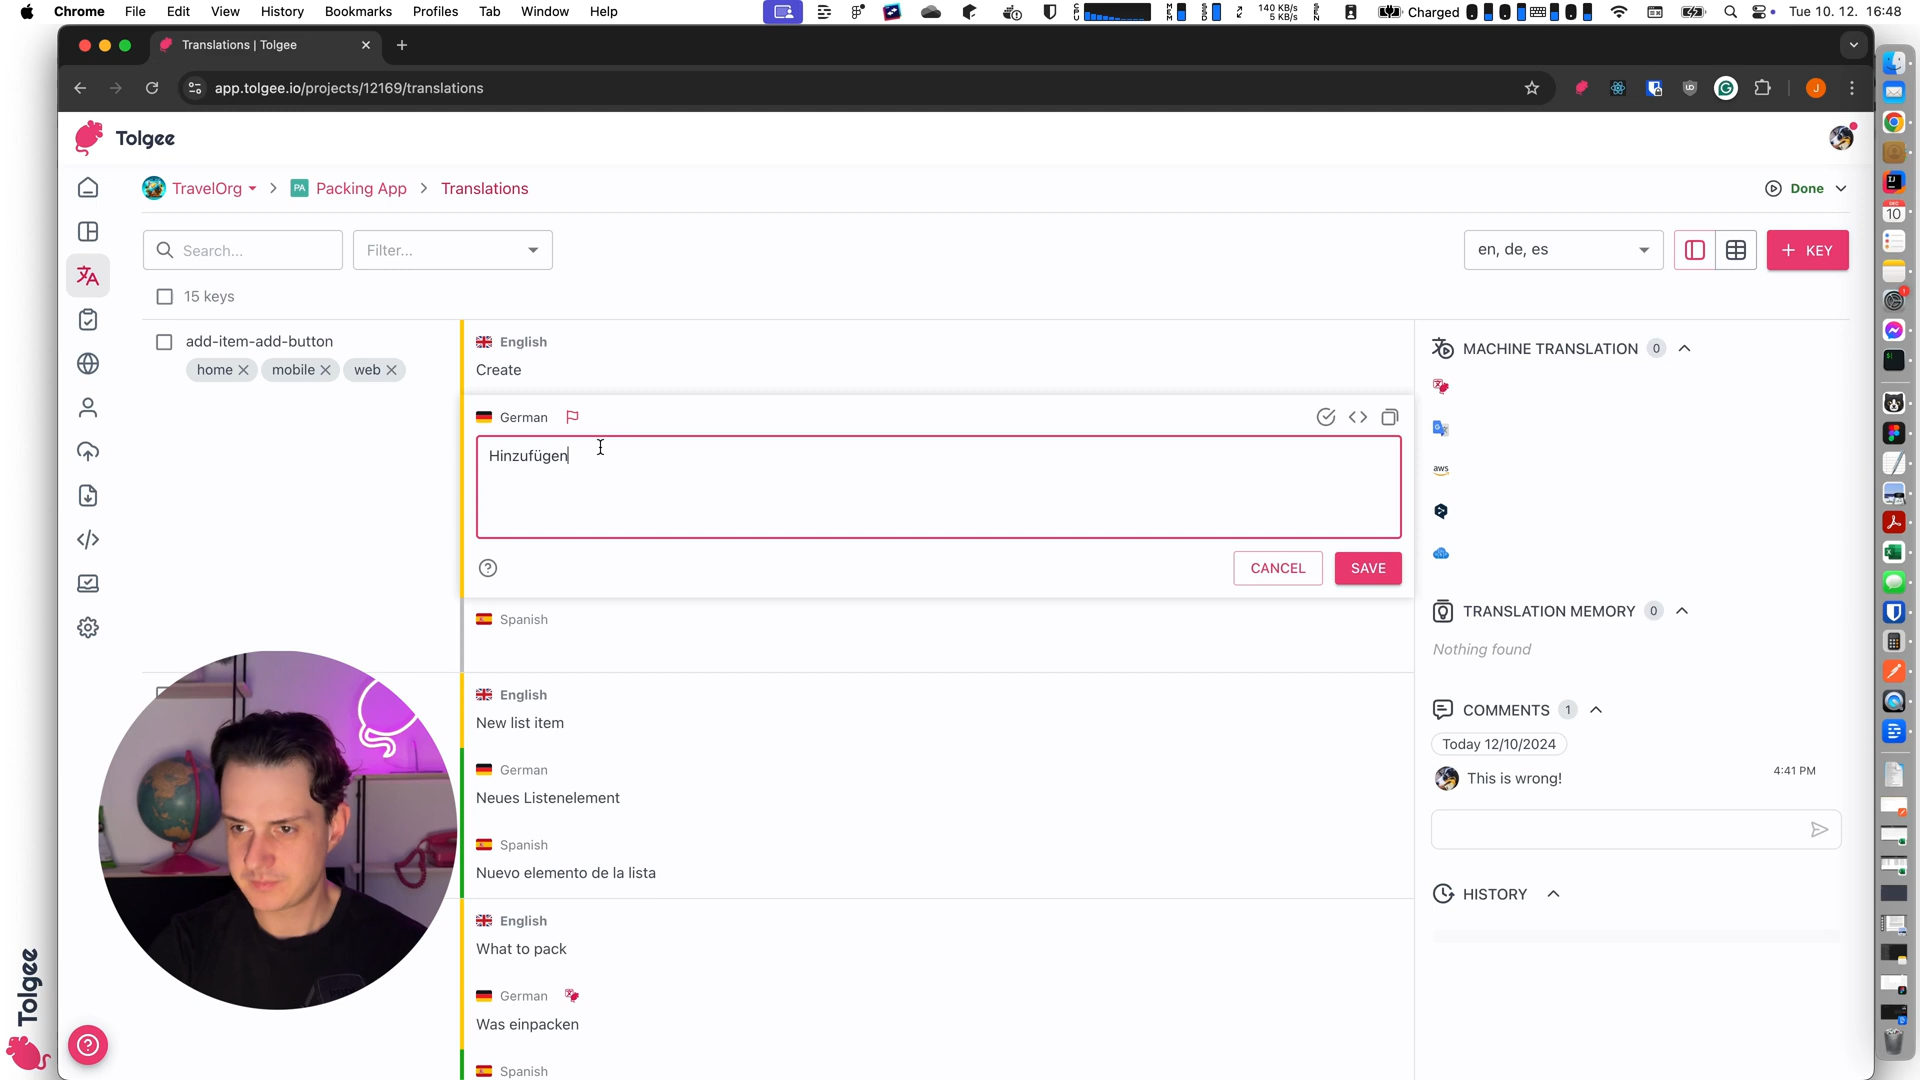 Chrome File Edit View History Bookmarks Profiles Tab Window Help
140 KB/s
5 KB/s
Charged
Tue 10. 12. 16:48
Translations | Tolgee
app.tolgee.io/projects/12169/translations
J
Tolgee
TravelOrg > PA Packing App > Translations
Done
Search...
Filter...
en, de, es
+ KEY
15 keys
add-item-add-button
home
mobile
web
English
Create
German
Hinzufügen
CANCEL
SAVE
Spanish
English
New list item
German
Neues Listenelement
Spanish
Nuevo elemento de la lista
English
What to pack
German
Was einpacken
Spanish
MACHINE TRANSLATION 0
aws
TRANSLATION MEMORY 0
Nothing found
COMMENTS 1
Today 12/10/2024
This is wrong!
4:41 PM
HISTORY
Tolgee